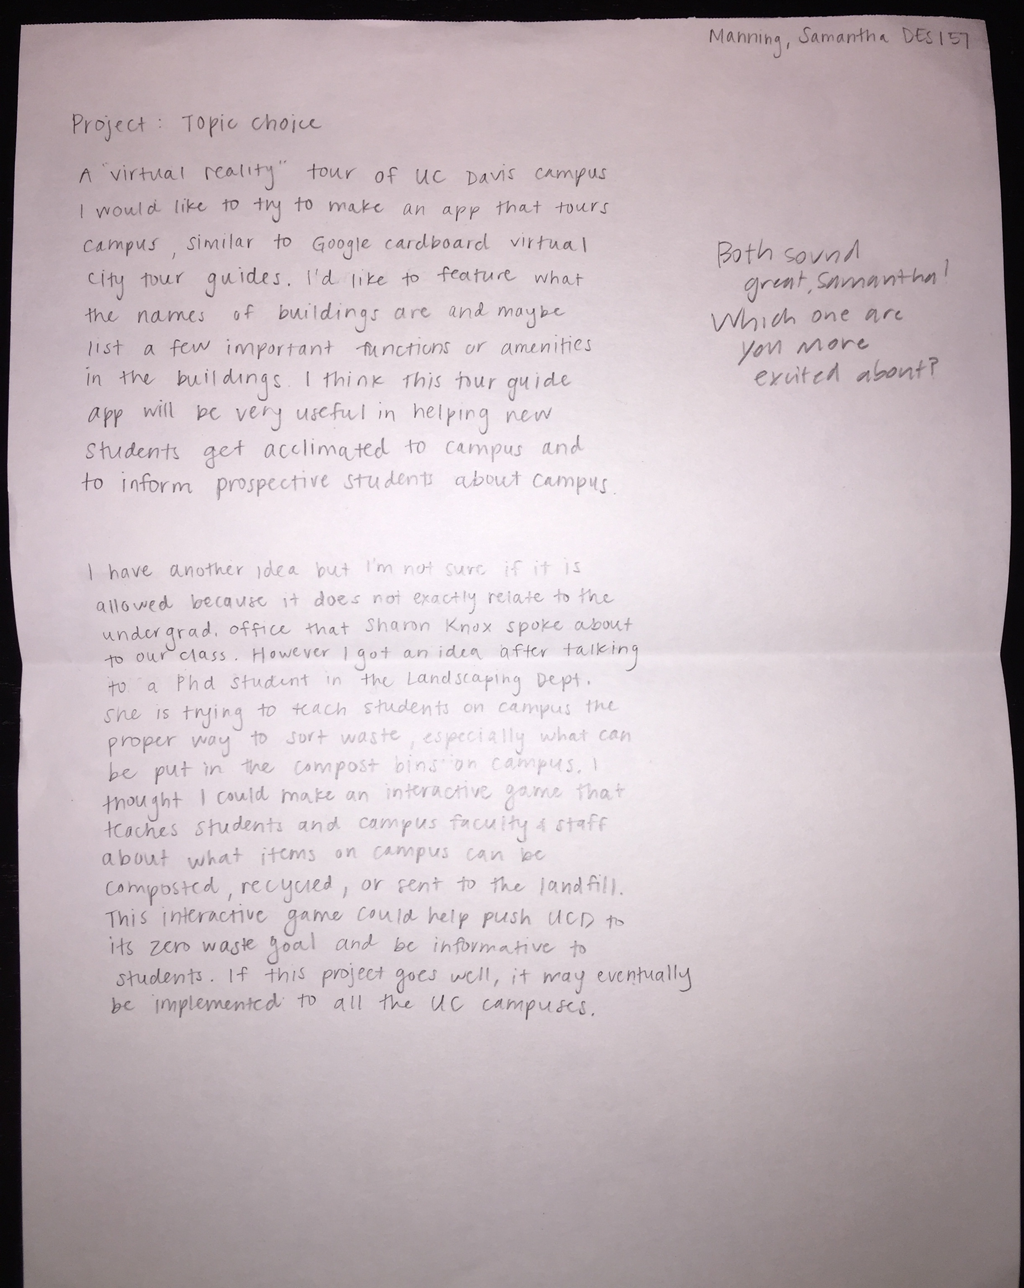 Manning, Samantha DES157
Project: Topic choice
A "virtual reality" tour of UC Davis campus
I would like to try to make an app that tours
campus, similar to Google cardboard virtual
city tour guides. I'd like to feature what
the names of buildings are and maybe
list a few important functions or amenities
in the buildings. I think this tour guide
app will be very useful in helping new
students get acclimated to campus and
to inform prospective students about campus.
Both sound
great, Samantha!
Which one are
you more
excited about?
I have another idea but I'm not sure if it is
allowed because it does not exactly relate to the
undergrad. office that Sharon Knox spoke about
to our class. However I got an idea after talking
to a Phd student in the Landscaping Dept.
She is trying to teach students on campus the
proper way to sort waste, especially what can
be put in the compost bins on campus. I
thought I could make an interactive game that
teaches students and campus faculty & staff
about what items on campus can be
composted, recycled, or sent to the landfill.
This interactive game could help push UCD to
its zero waste goal and be informative to
students. If this project goes well, it may eventually
be implemented to all the UC campuses.